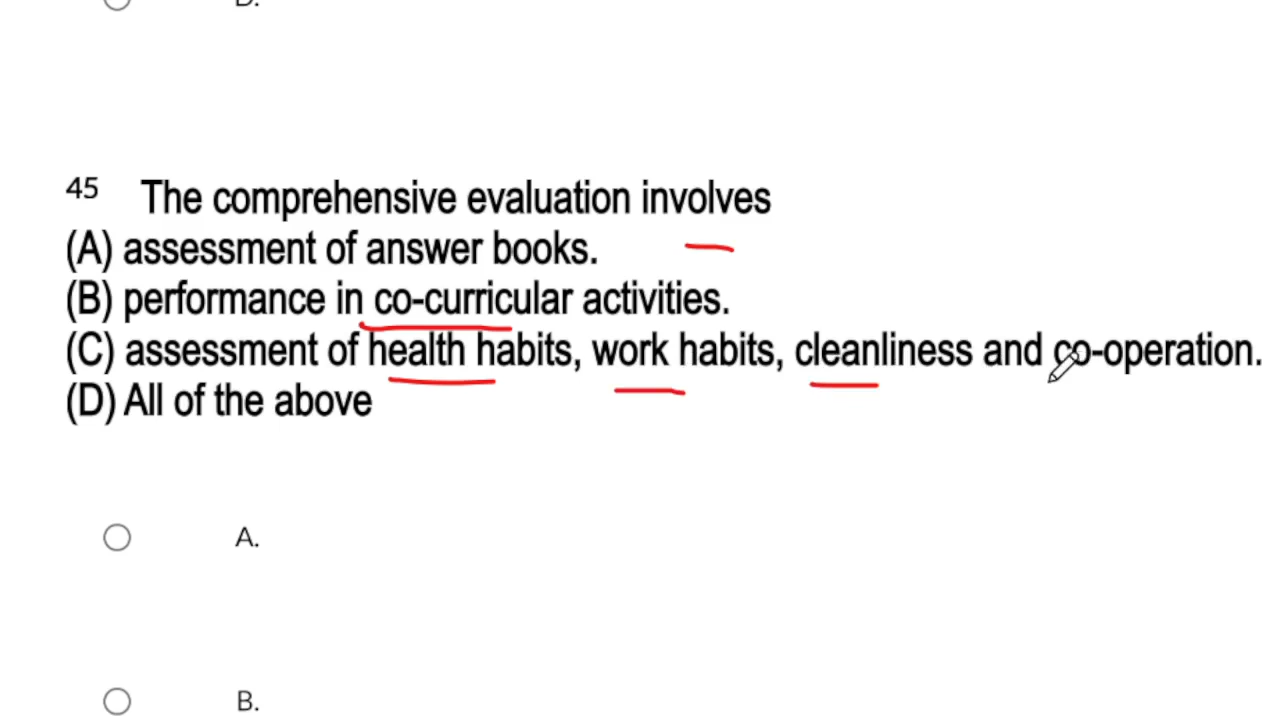 45 The comprehensive evaluation involves
(A) assessment of answer books.
(B) performance in co-curricular activities.
(C) assessment of health habits, work habits, cleanliness and co-operation.
(D) All of the above
A.
B.